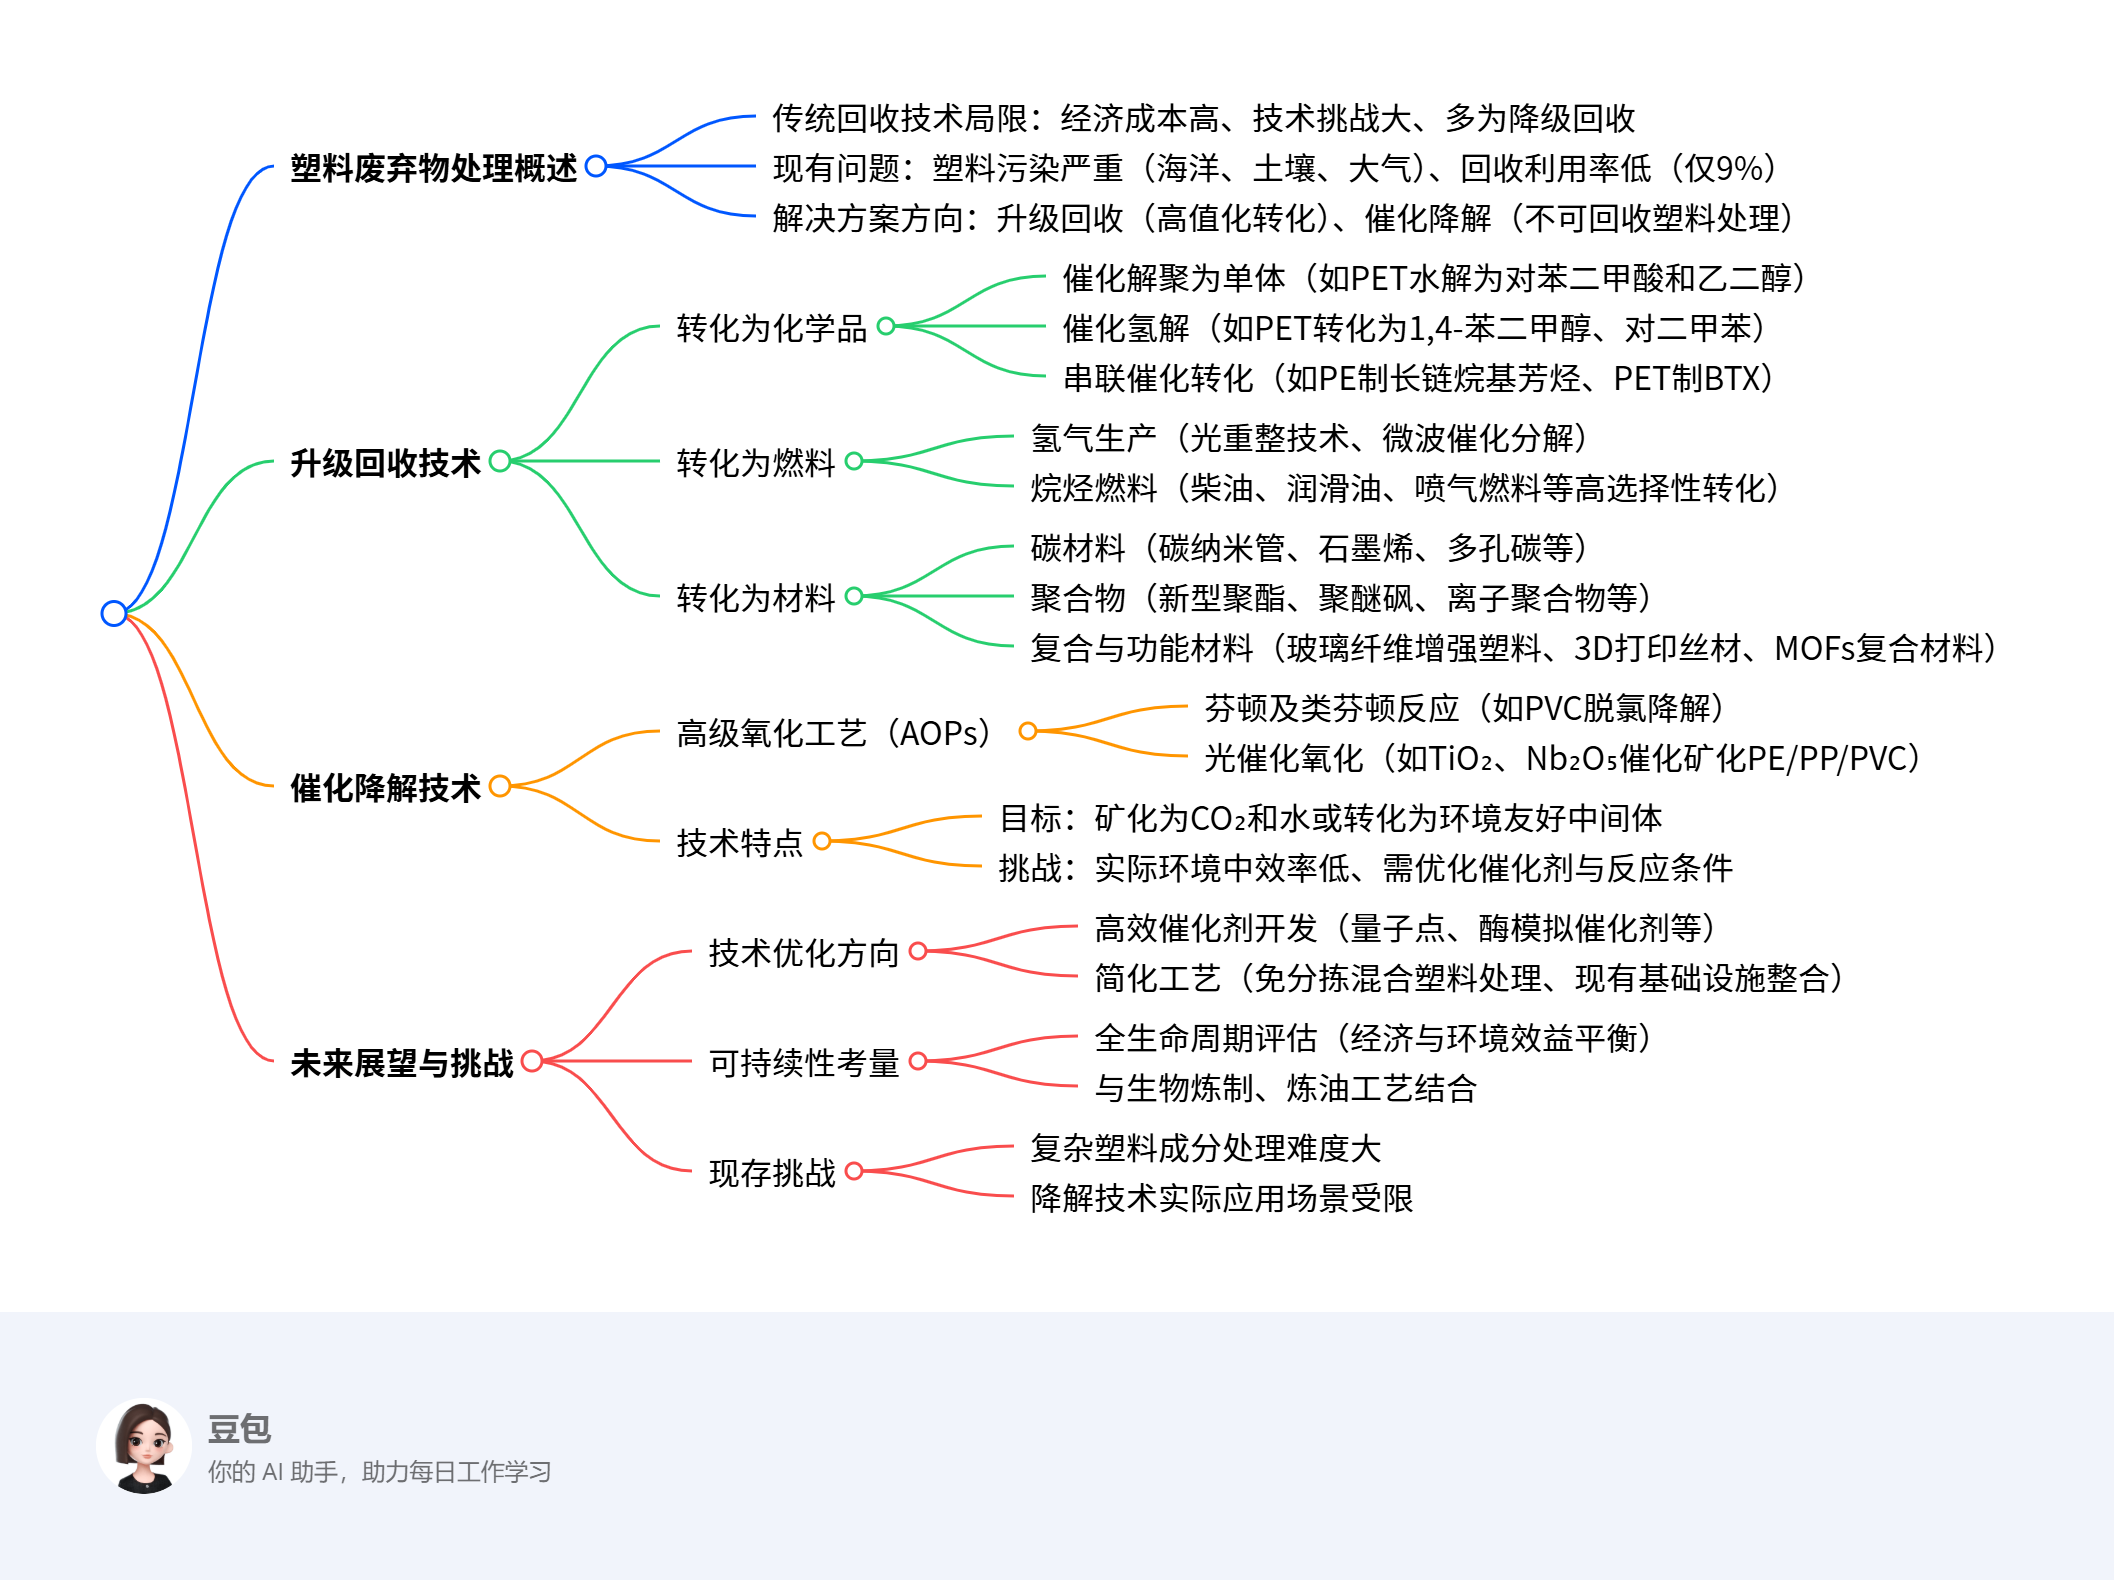 塑料废弃物处理概述
传统回收技术局限：经济成本高、技术挑战大、多为降级回收
现有问题：塑料污染严重（海洋、土壤、大气）、回收利用率低（仅9%）
解决方案方向：升级回收（高值化转化）、催化降解（不可回收塑料处理）
升级回收技术
转化为化学品
催化解聚为单体（如PET水解为对苯二甲酸和乙二醇）
催化氢解（如PET转化为1,4-苯二甲醇、对二甲苯）
串联催化转化（如PE制长链烷基芳烃、PET制BTX）
转化为燃料
氢气生产（光重整技术、微波催化分解）
烷烃燃料（柴油、润滑油、喷气燃料等高选择性转化）
转化为材料
碳材料（碳纳米管、石墨烯、多孔碳等）
聚合物（新型聚酯、聚醚砜、离子聚合物等）
复合与功能材料（玻璃纤维增强塑料、3D打印丝材、MOFs复合材料）
催化降解技术
高级氧化工艺（AOPs）
芬顿及类芬顿反应（如PVC脱氯降解）
光催化氧化（如TiO₂、Nb₂O₅催化矿化PE/PP/PVC）
技术特点
目标：矿化为CO₂和水或转化为环境友好中间体
挑战：实际环境中效率低、需优化催化剂与反应条件
未来展望与挑战
技术优化方向
高效催化剂开发（量子点、酶模拟催化剂等）
简化工艺（免分拣混合塑料处理、现有基础设施整合）
可持续性考量
全生命周期评估（经济与环境效益平衡）
与生物炼制、炼油工艺结合
现存挑战
复杂塑料成分处理难度大
降解技术实际应用场景受限
豆包
你的 AI 助手，助力每日工作学习